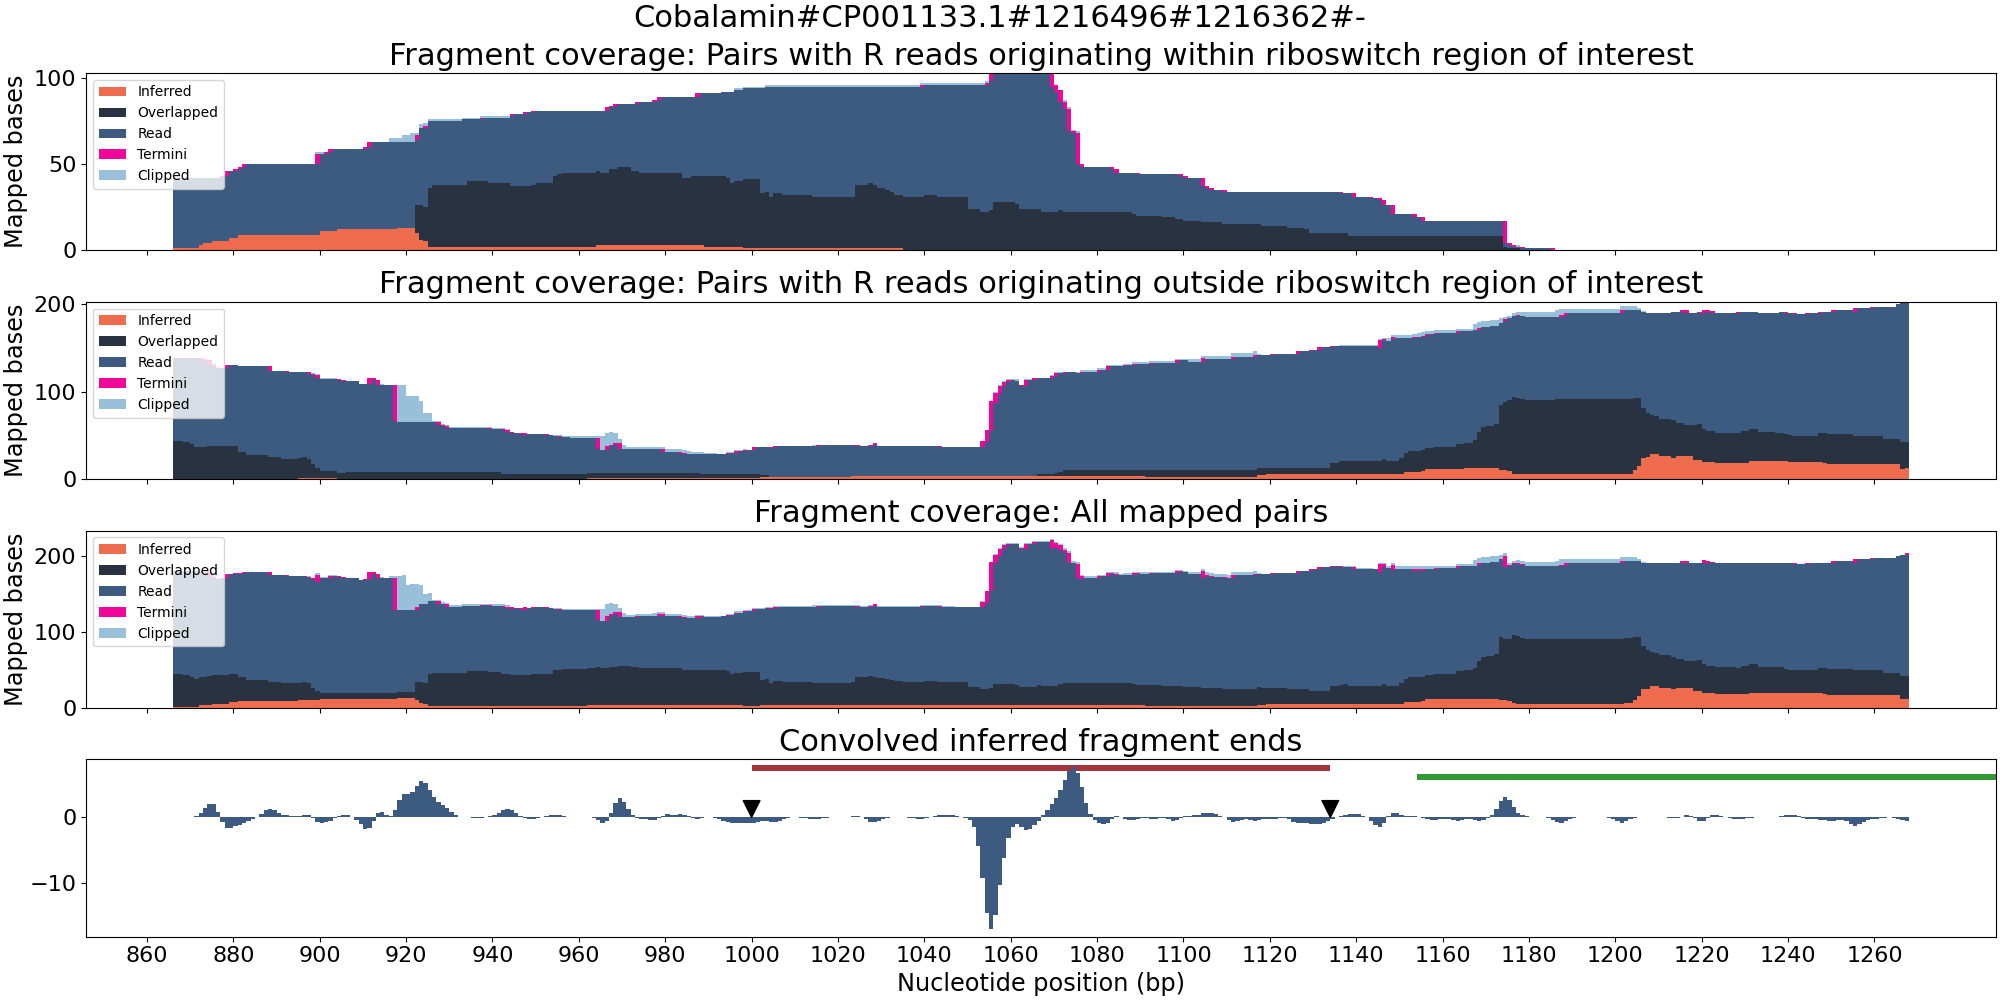 Cobalamin#CP001133.1#1216496#1216362#-
Fragment coverage: Pairs with R reads originating within riboswitch region of interest
Mapped bases
100
50
0
Inferred
Overlapped
Read
Termini
Clipped
Fragment coverage: Pairs with R reads originating outside riboswitch region of interest
Mapped bases
200
100
0
Inferred
Overlapped
Read
Termini
Clipped
Fragment coverage: All mapped pairs
Mapped bases
200
100
0
Inferred
Overlapped
Read
Termini
Clipped
Convolved inferred fragment ends
0
−10
860 880 900 920 940 960 980 1000 1020 1040 1060 1080 1100 1120 1140 1160 1180 1200 1220 1240 1260
Nucleotide position (bp)